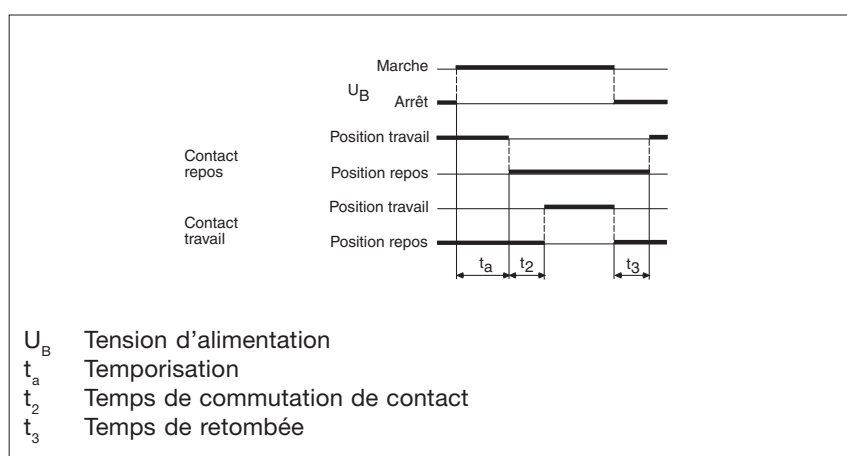 Marche
U_B
Arrêt
Position travail
Contact
repos
Position repos
Position travail
Contact
travail
Position repos
t_a t_2 t_3
U_B Tension d’alimentation
t_a Temporisation
t_2 Temps de commutation de contact
t_3 Temps de retombée